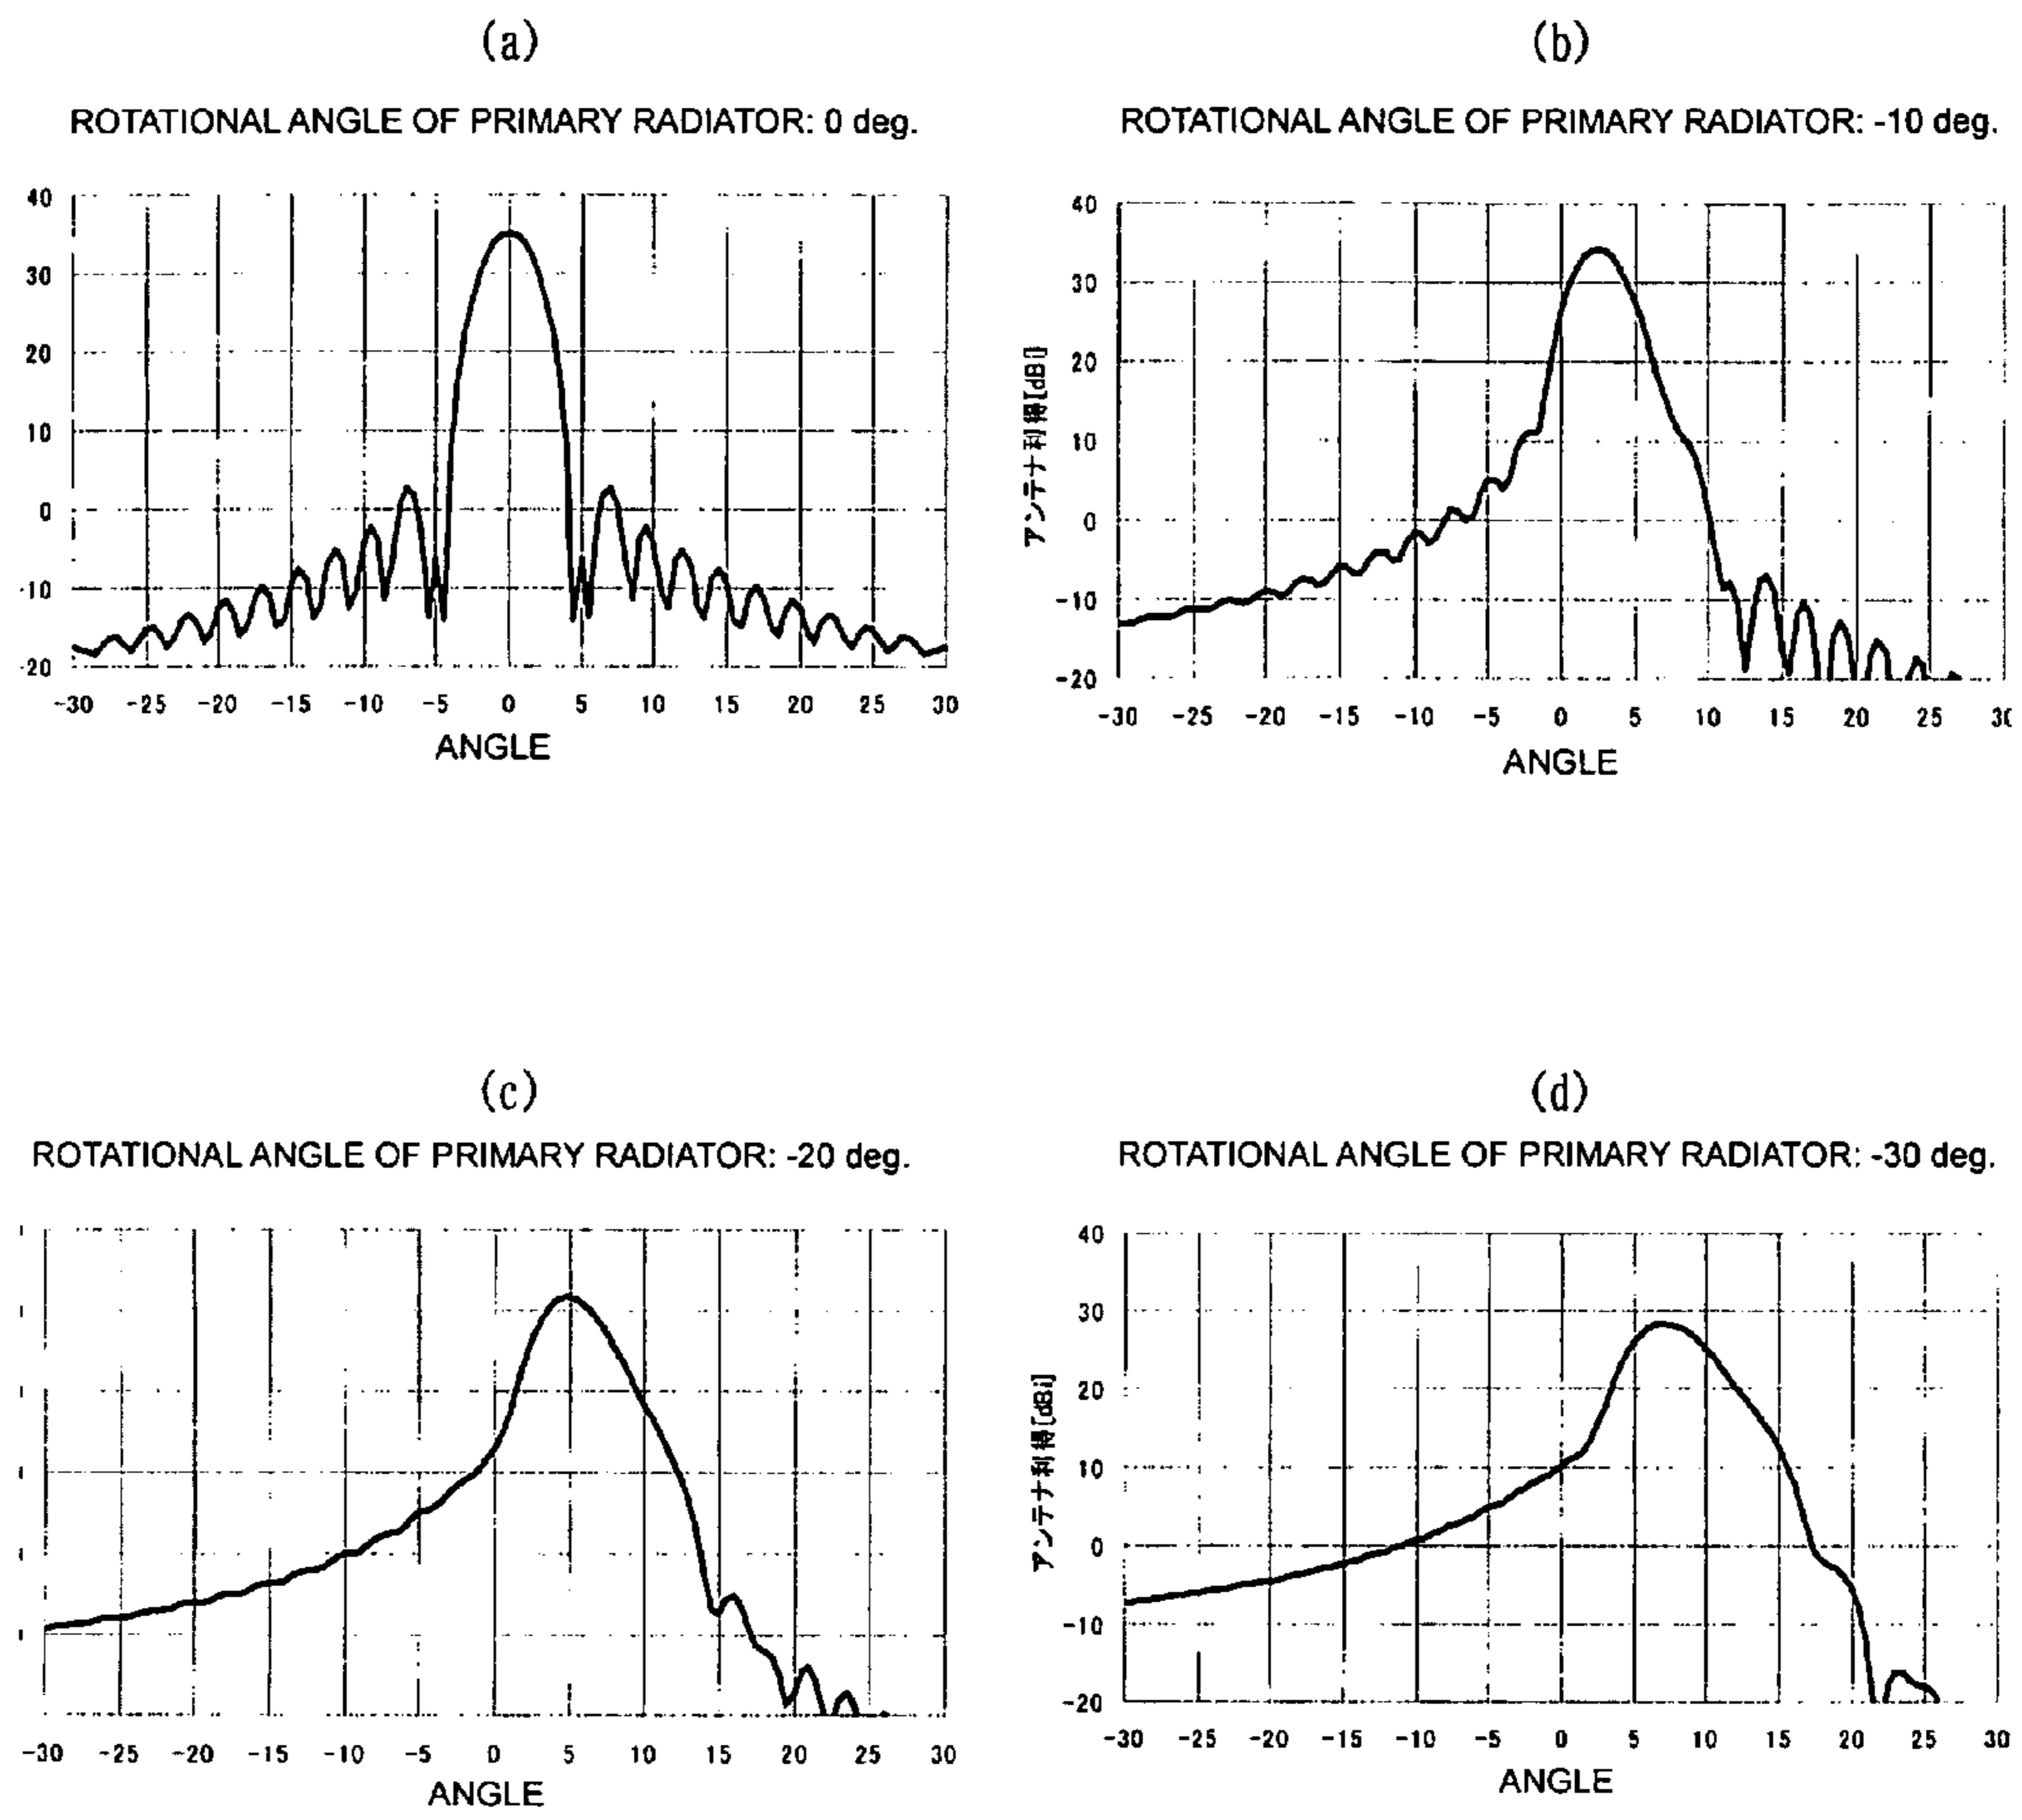 (a)
ROTATIONAL ANGLE OF PRIMARY RADIATOR: 0 deg.
40
30
20
10
0
-10
-20
-30 -25 -20 -15 -10 -5 0 5 10 15 20 25 30
ANGLE
(b)
ROTATIONAL ANGLE OF PRIMARY RADIATOR: -10 deg.
アンテナ利得[dBi]
40
30
20
10
0
-10
-20
-30 -25 -20 -15 -10 -5 0 5 10 15 20 25 30
ANGLE
(c)
ROTATIONAL ANGLE OF PRIMARY RADIATOR: -20 deg.
-30 -25 -20 -15 -10 -5 0 5 10 15 20 25 30
ANGLE
(d)
ROTATIONAL ANGLE OF PRIMARY RADIATOR: -30 deg.
アンテナ利得[dBi]
40
30
20
10
0
-10
-20
-30 -25 -20 -15 -10 -5 0 5 10 15 20 25 30
ANGLE